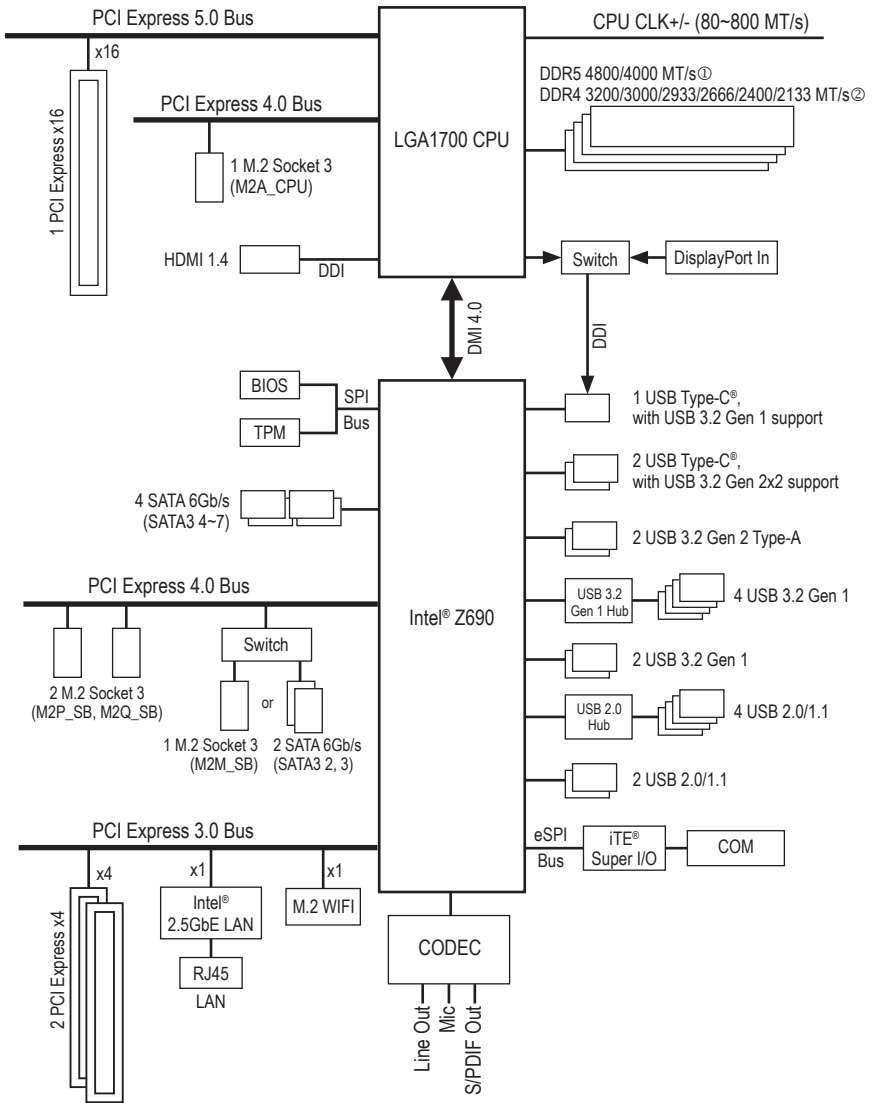 PCI Express 5.0 Bus
CPU CLK+/- (80~800 MT/s)
x16
1 PCI Express x16
DDR5 4800/4000 MT/s①
DDR4 3200/3000/2933/2666/2400/2133 MT/s②
PCI Express 4.0 Bus
LGA1700 CPU
1 M.2 Socket 3
(M2A_CPU)
HDMI 1.4
DDI
Switch
DisplayPort In
DMI 4.0
DDI
BIOS
TPM
SPI
Bus
1 USB Type-C®,
with USB 3.2 Gen 1 support
2 USB Type-C®,
with USB 3.2 Gen 2x2 support
4 SATA 6Gb/s
(SATA3 4~7)
2 USB 3.2 Gen 2 Type-A
PCI Express 4.0 Bus
Intel® Z690
USB 3.2
Gen 1 Hub
4 USB 3.2 Gen 1
Switch
2 M.2 Socket 3
(M2P_SB, M2Q_SB)
or
1 M.2 Socket 3
(M2M_SB)
2 SATA 6Gb/s
(SATA3 2, 3)
2 USB 3.2 Gen 1
USB 2.0
Hub
4 USB 2.0/1.1
2 USB 2.0/1.1
PCI Express 3.0 Bus
eSPI
Bus
iTE®
Super I/O
COM
x4
x1
x1
2 PCI Express x4
Intel®
2.5GbE LAN
M.2 WIFI
RJ45
LAN
CODEC
Line Out
Mic
S/PDIF Out